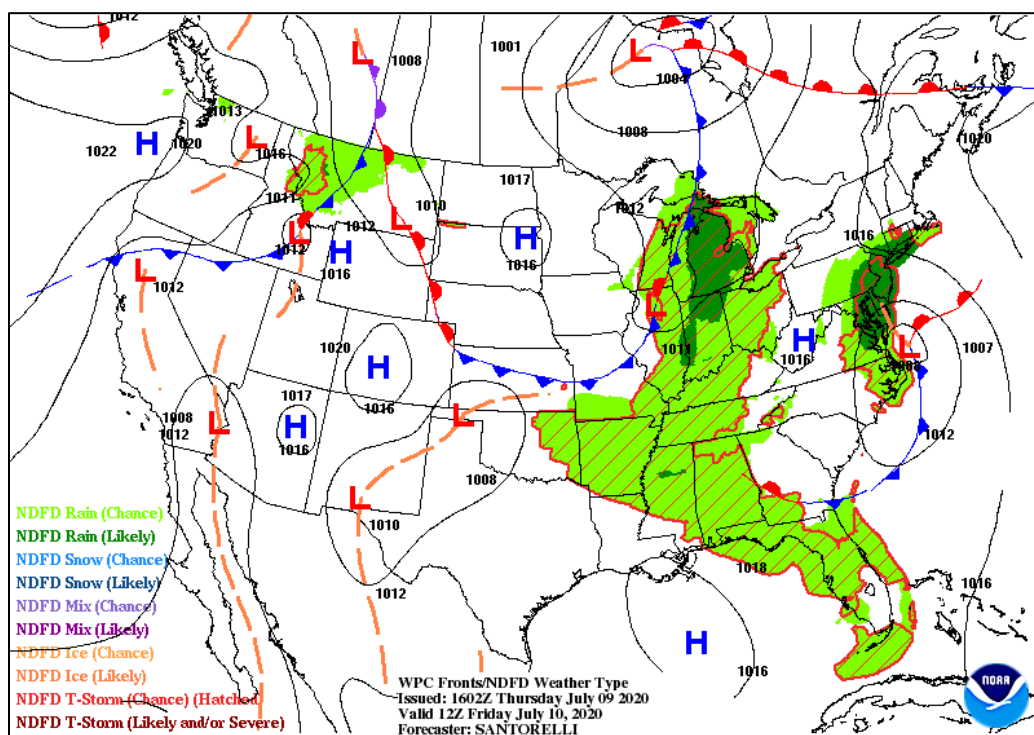 1012
L
1008
1001
L
1004
1013
1022
H
1020
L
1016
1008
1020
1017
1011
1010
1012
L
1012
L
1012
H
1016
H
1016
1016
L
1012
L
1011
H
1016
L
1008
1007
1020
H
1016
1017
H
1016
1008
1012
L
L
1008
1012
L
1010
1012
1018
1016
H
1016
NDFD Rain (Chance)
NDFD Rain (Likely)
NDFD Snow (Chance)
NDFD Snow (Likely)
NDFD Mix (Chance)
NDFD Mix (Likely)
NDFD Ice (Chance)
NDFD Ice (Likely)
NDFD T-Storm (Chance) (Hatched
NDFD T-Storm (Likely and/or Severe)
WPC Fronts/NDFD Weather Type
Issued: 1602Z Thursday July 09 2020
Valid 12Z Friday July 10, 2020
Forecaster: SANTORELLI
NOAA